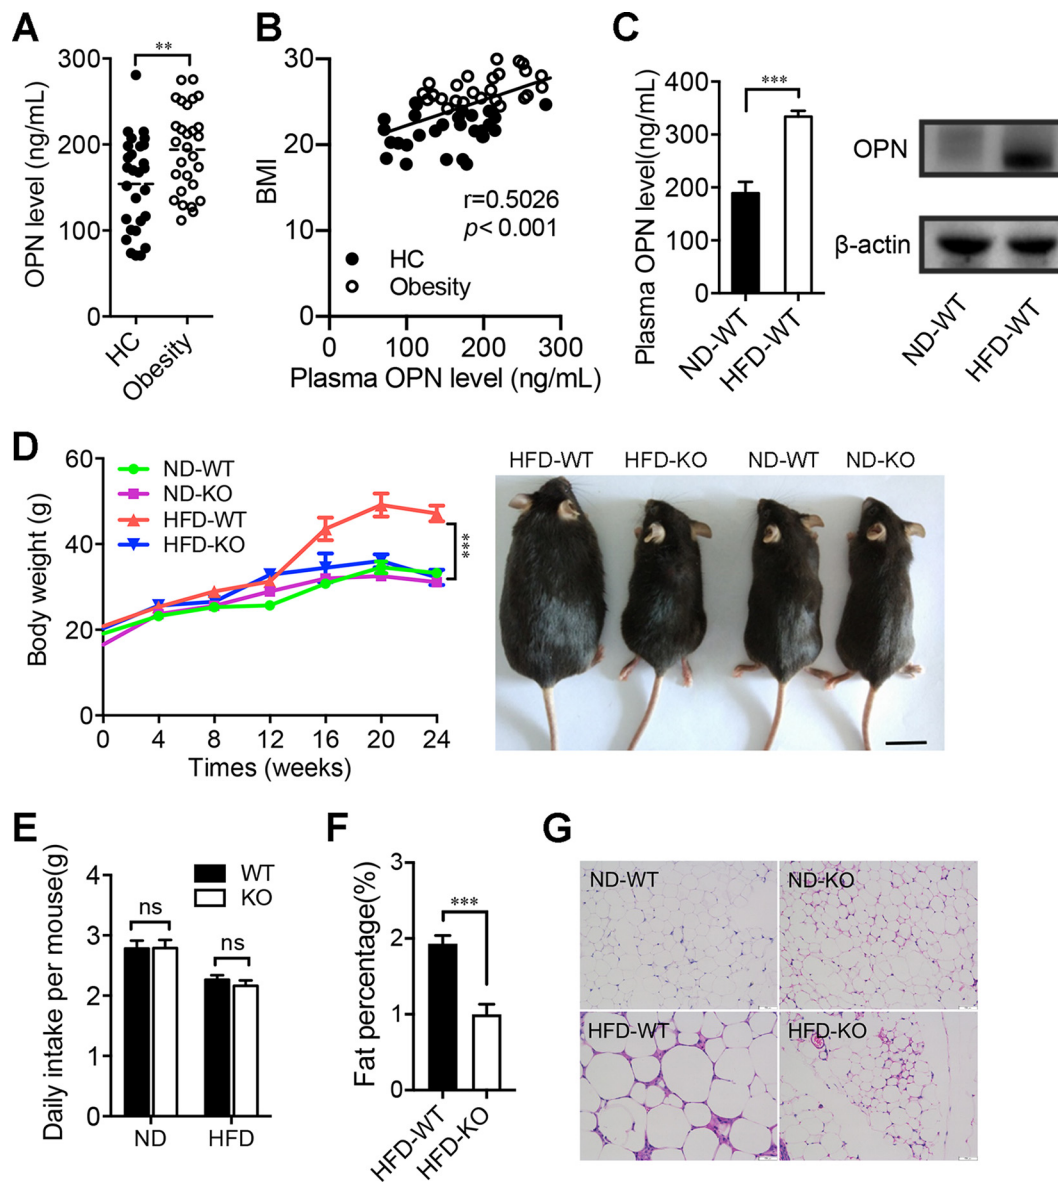 A
OPN level (ng/mL)
300
200
100
0
**
HC
Obesity
B
BMI
30
20
10
0
r=0.5026
p< 0.001
HC
Obesity
0
100
200
300
Plasma OPN level (ng/mL)
C
Plasma OPN level(ng/mL)
400
300
200
100
0
***
ND-WT
HFD-WT
OPN
β-actin
ND-WT
HFD-WT
D
Body weight (g)
60
40
20
0
ND-WT
ND-KO
HFD-WT
HFD-KO
***
0
4
8
12
16
20
24
Times (weeks)
HFD-WT
HFD-KO
ND-WT
ND-KO
E
Daily intake per mouse(g)
4
3
2
1
0
WT
KO
ns
ns
ND
HFD
F
Fat percentage(%)
3
2
1
0
***
HFD-WT
HFD-KO
G
ND-WT
ND-KO
HFD-WT
HFD-KO